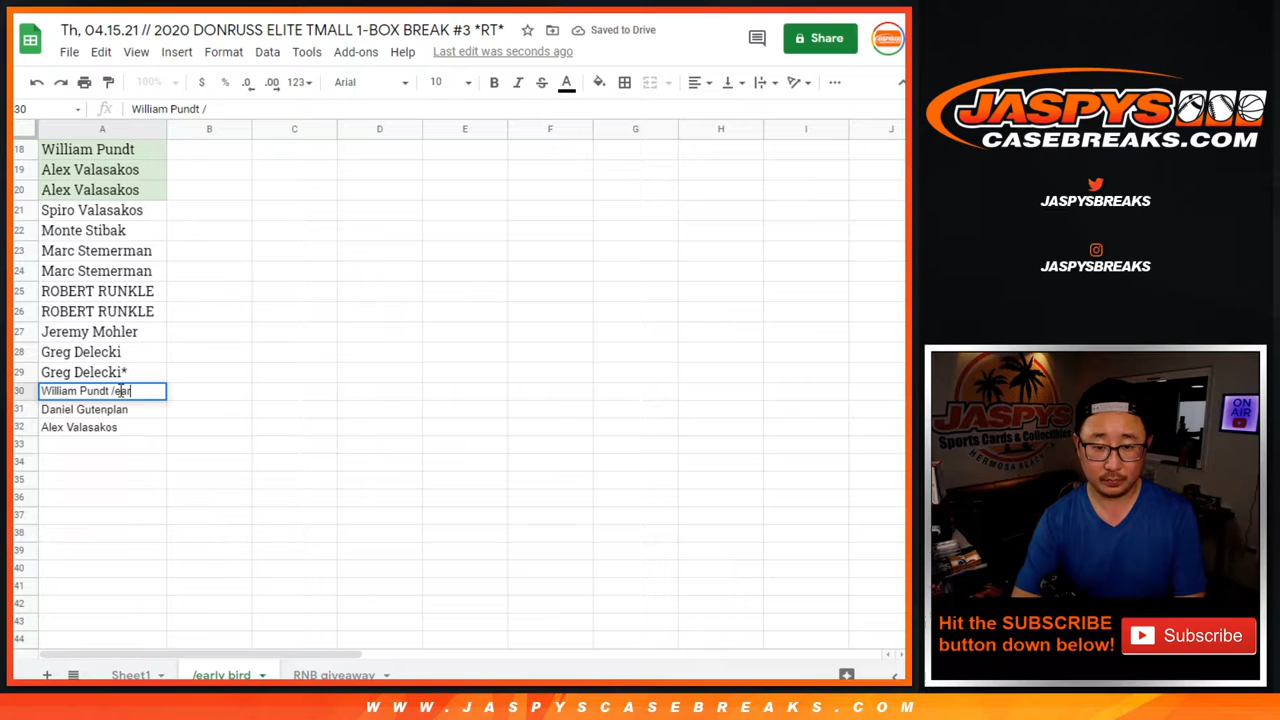 Th, 04.15.21 // 2020 DONRUSS ELITE TMALL 1-BOX BREAK #3 *RT*
Saved to Drive
Share
File Edit View Insert Format Data Tools Add-ons Help Last edit was seconds ago
100% $ % .0 .00 123 Arial 10 B I S A
30 fx William Pundt /
A B C D E F G H I J
18 William Pundt
19 Alex Valasakos
20 Alex Valasakos
21 Spiro Valasakos
22 Monte Stibak
23 Marc Stemerman
24 Marc Stemerman
25 ROBERT RUNKLE
26 ROBERT RUNKLE
27 Jeremy Mohler
28 Greg Delecki
29 Greg Delecki*
30 William Pundt /ear
31 Daniel Gutenplan
32 Alex Valasakos
33
34
35
36
37
38
39
40
41
42
43
44
Sheet1 /early bird RNB giveaway
JASPYS
CASEBREAKS.COM
JASPYSBREAKS
JASPYSBREAKS
JASPYS
Sports Cards & Collectibles
HERMOSA BEACH
ON
AIR
Hit the SUBSCRIBE
button down below!
Subscribe
WWW.JASPYSCASEBREAKS.COM